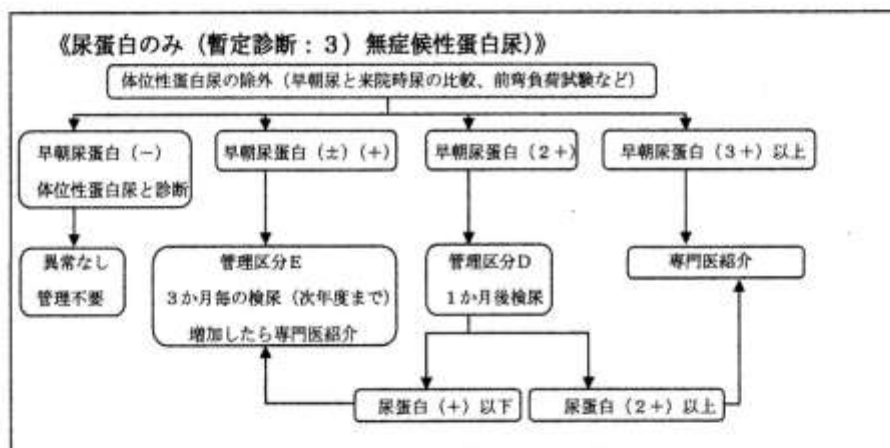 《尿蛋白のみ（暫定診断：3）無症候性蛋白尿）》
体位性蛋白尿の除外（早朝尿と来院時尿の比較、前弯負荷試験など）
早朝尿蛋白（－）
体位性蛋白尿と診断
早朝尿蛋白（±）（＋）
早朝尿蛋白（2＋）
早朝尿蛋白（3＋）以上
異常なし
管理不要
管理区分E
3か月毎の検尿（次年度まで）
増加したら専門医紹介
管理区分D
1か月後検尿
専門医紹介
尿蛋白（＋）以下
尿蛋白（2＋）以上